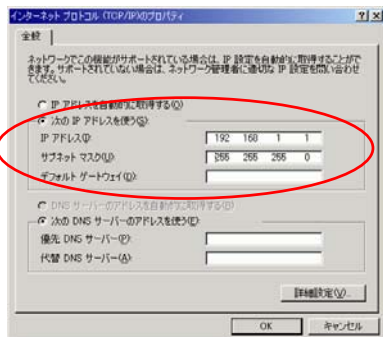 インターネット プロトコル (TCP/IP)のプロパティ
全般
ネットワークでこの機能がサポートされている場合は、IP 設定を自動的に取得することがで
きます。サポートされていない場合は、ネットワーク管理者に適切な IP 設定を問い合わせ
てください。
IP アドレスを自動的に取得する(O)
次の IP アドレスを使う(S):
IP アドレス(I):
192 168 1 1
サブネット マスク(U):
255 255 255 0
デフォルト ゲートウェイ(D):
DNS サーバーのアドレスを自動的に取得する(B)
次の DNS サーバーのアドレスを使う(E):
優先 DNS サーバー(P):
代替 DNS サーバー(A):
詳細設定(V)...
OK
キャンセル